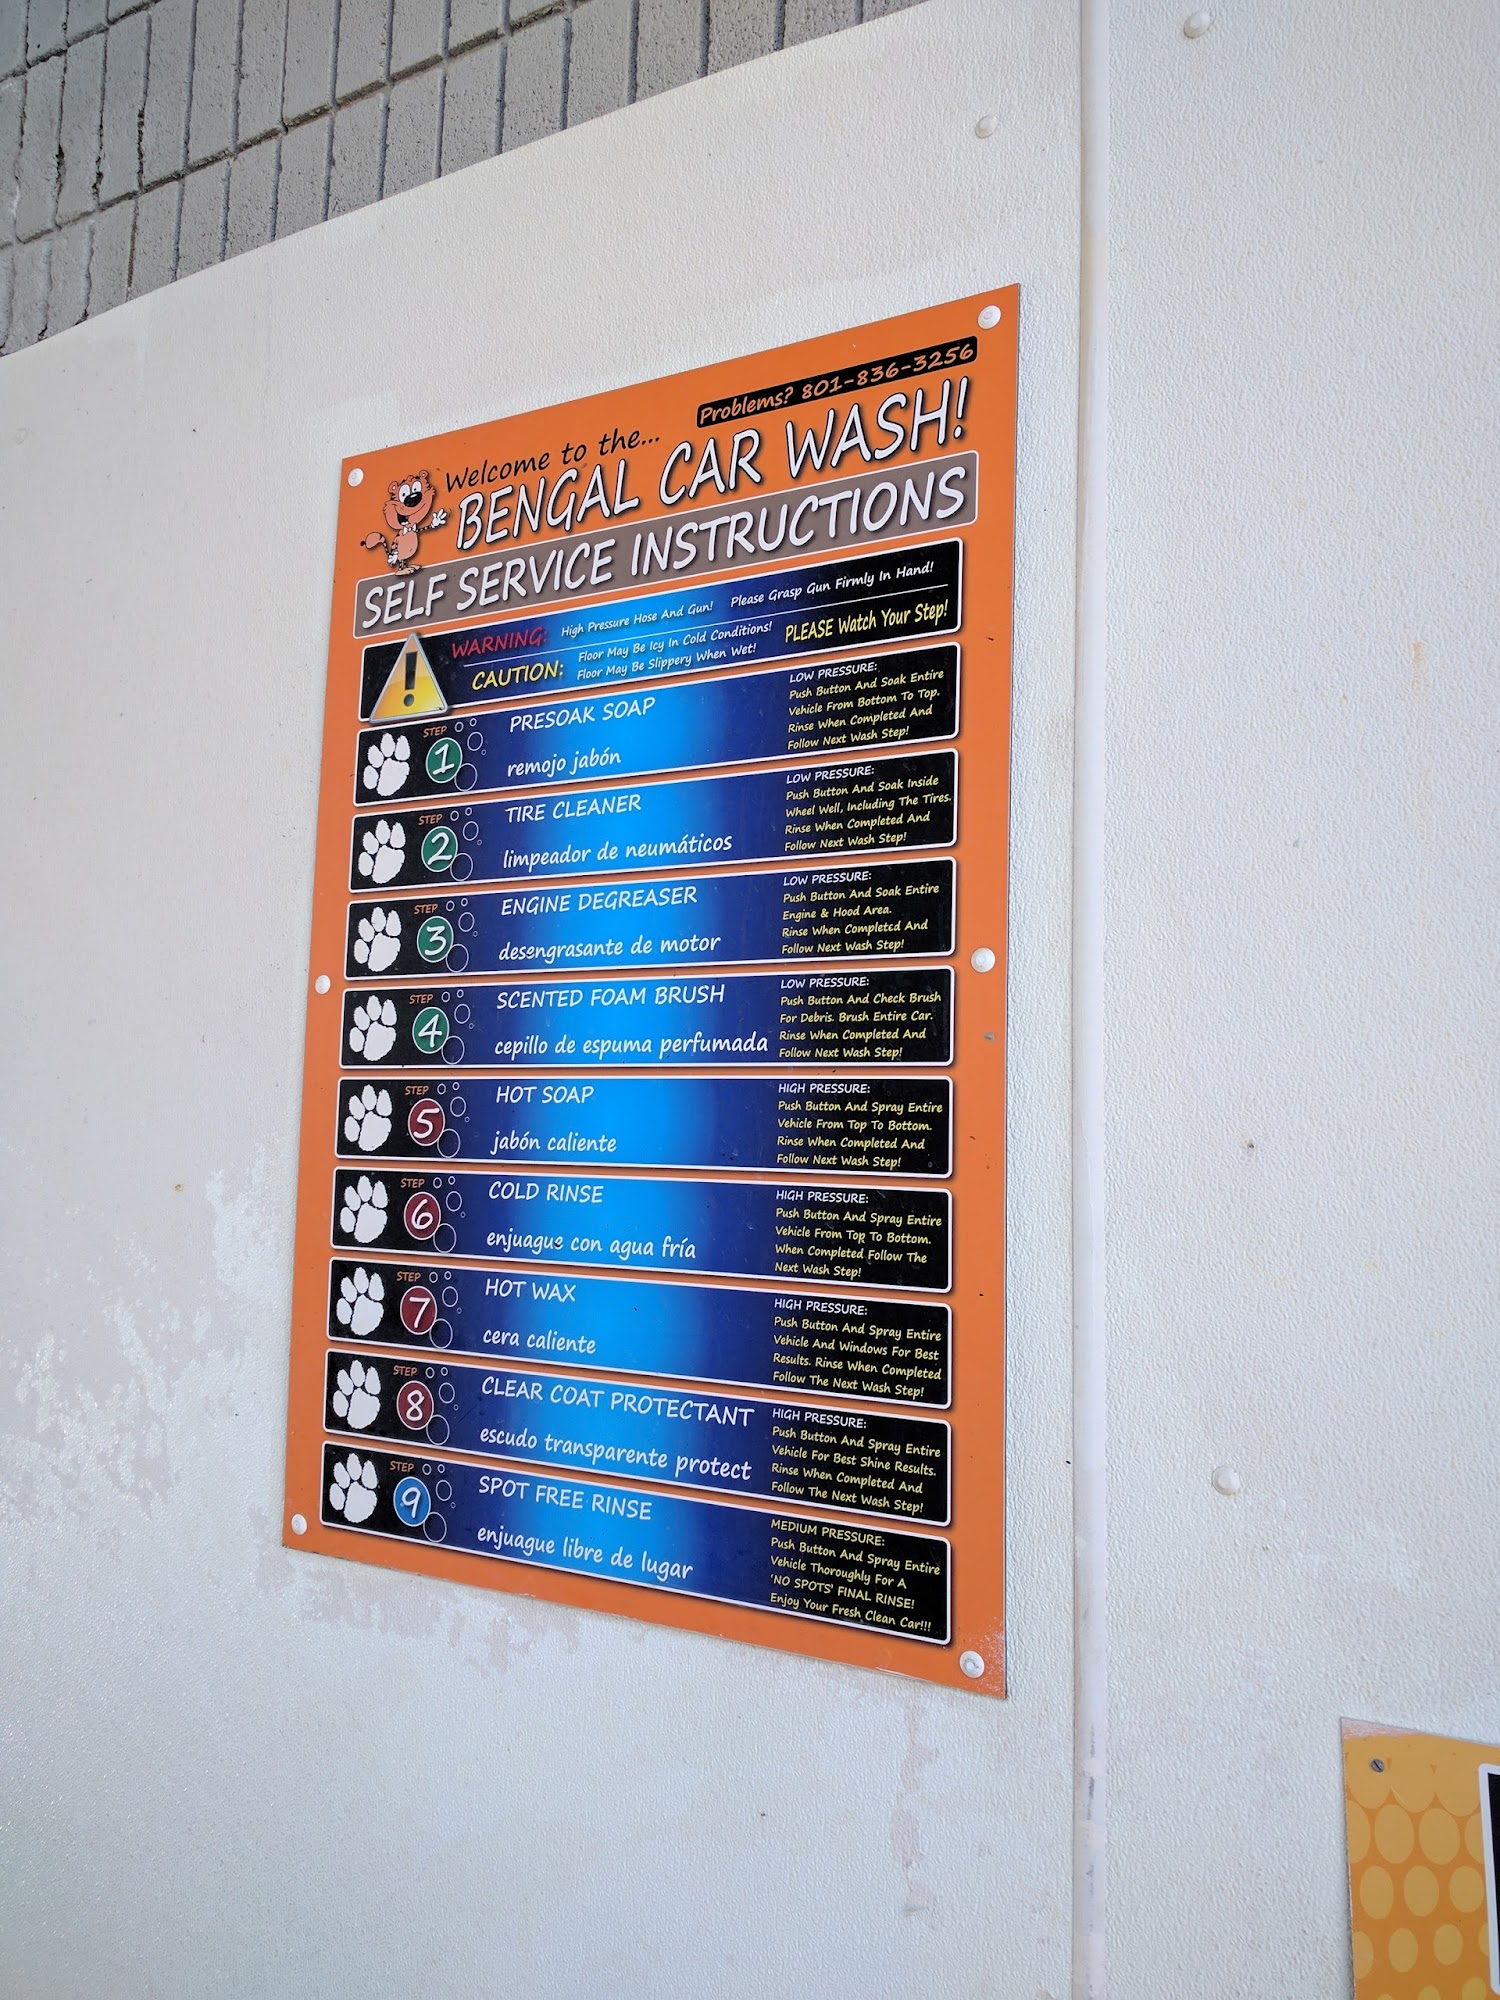 Problems? 801-836-3256
Welcome to the...
BENGAL CAR WASH!
SELF SERVICE INSTRUCTIONS
WARNING: High Pressure Hose And Gun! Please Grasp Gun Firmly In Hand!
CAUTION: Floor May Be Icy In Cold Conditions!
Floor May Be Slippery When Wet!
PLEASE Watch Your Step!
STEP 1
PRESOAK SOAP
remojo jabón
LOW PRESSURE:
Push Button And Soak Entire
Vehicle From Bottom To Top.
Rinse When Completed And
Follow Next Wash Step!
STEP 2
TIRE CLEANER
limpeador de neumáticos
LOW PRESSURE:
Push Button And Soak Inside
Wheel Well, Including The Tires.
Rinse When Completed And
Follow Next Wash Step!
STEP 3
ENGINE DEGREASER
desengrasante de motor
LOW PRESSURE:
Push Button And Soak Entire
Engine & Hood Area.
Rinse When Completed And
Follow Next Wash Step!
STEP 4
SCENTED FOAM BRUSH
cepillo de espuma perfumada
LOW PRESSURE:
Push Button And Check Brush
For Debris. Brush Entire Car.
Rinse When Completed And
Follow Next Wash Step!
STEP 5
HOT SOAP
jabón caliente
HIGH PRESSURE:
Push Button And Spray Entire
Vehicle From Top To Bottom.
Rinse When Completed And
Follow Next Wash Step!
STEP 6
COLD RINSE
enjuague con agua fría
HIGH PRESSURE:
Push Button And Spray Entire
Vehicle From Top To Bottom.
When Completed Follow The
Next Wash Step!
STEP 7
HOT WAX
cera caliente
HIGH PRESSURE:
Push Button And Spray Entire
Vehicle And Windows For Best
Results. Rinse When Completed
Follow The Next Wash Step!
STEP 8
CLEAR COAT PROTECTANT
escudo transparente protect
HIGH PRESSURE:
Push Button And Spray Entire
Vehicle For Best Shine Results.
Rinse When Completed And
Follow The Next Wash Step!
STEP 9
SPOT FREE RINSE
enjuague libre de lugar
MEDIUM PRESSURE:
Push Button And Spray Entire
Vehicle Thoroughly For A
'NO SPOTS' FINAL RINSE!
Enjoy Your Fresh Clean Car!!!